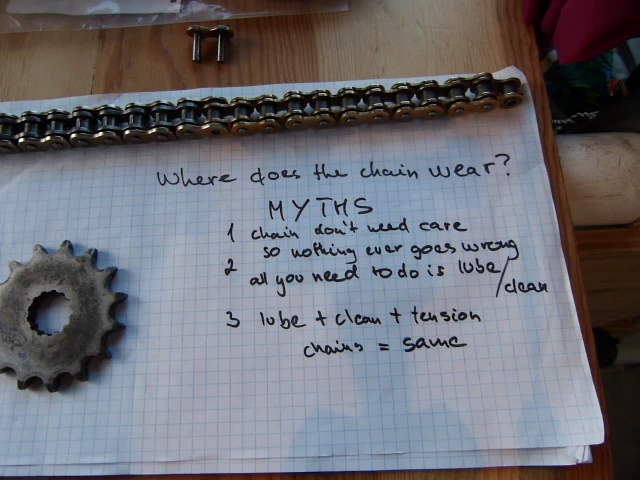 Where does the chain wear?
MYTHS
1 chain don't need care
so nothing ever goes wrong
2 all you need to do is lube/
clean
3 lube + clean + tension
chains = same